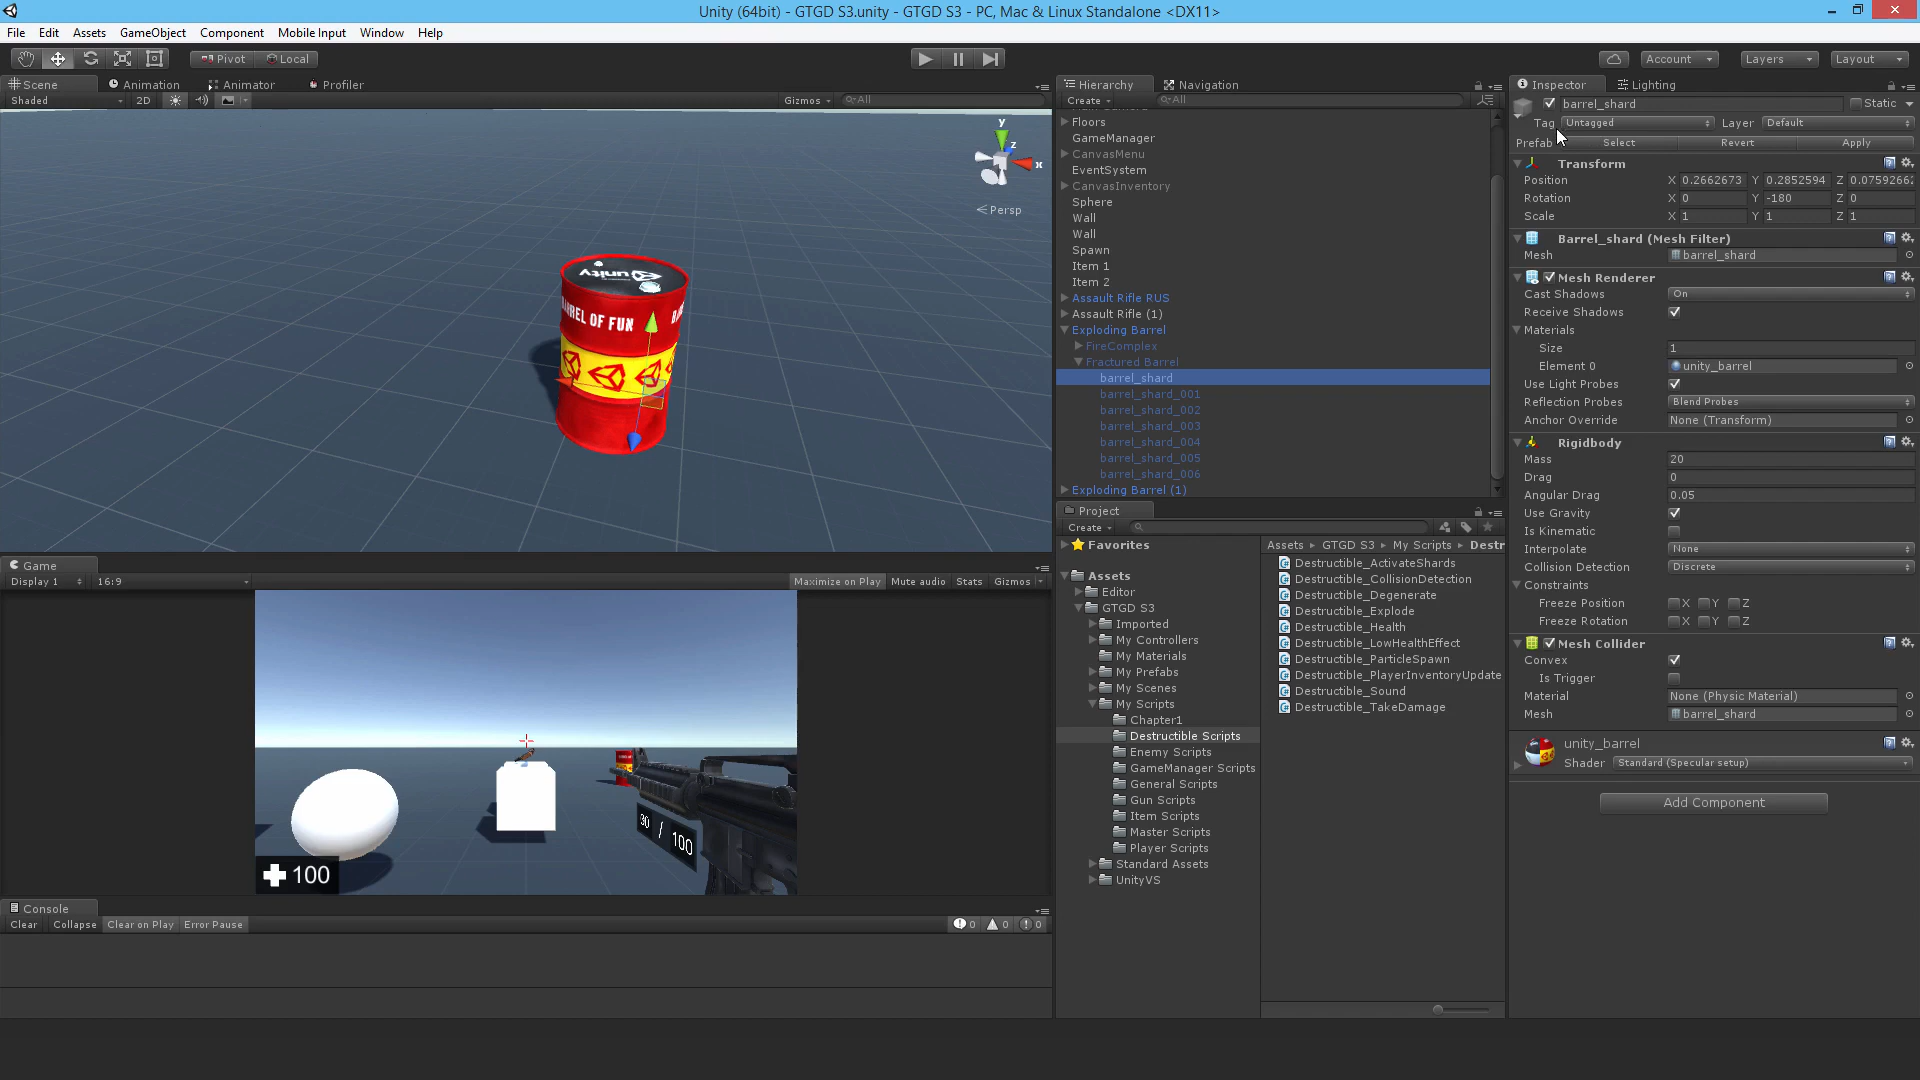 Unity (64bit) - GTGD S3.unity - GTGD S3 - PC, Mac & Linux Standalone <DX11>
File Edit Assets GameObject Component Mobile Input Window Help
Pivot Local Account Layers Layout
Scene Animation Animator Profiler
Shaded 2D Gizmos All
y
z
x
Persp
unity
BARREL OF FUN
Game
Display 1 16:9 Maximize on Play Mute audio Stats Gizmos
30 / 100
100
Console
Clear Collapse Clear on Play Error Pause 0 0 0
Hierarchy Navigation
Create All
Floors
GameManager
CanvasMenu
EventSystem
CanvasInventory
Sphere
Wall
Wall
Spawn
Item 1
Item 2
Assault Rifle RUS
Assault Rifle (1)
Exploding Barrel
FireComplex
Fractured Barrel
barrel_shard
barrel_shard_001
barrel_shard_002
barrel_shard_003
barrel_shard_004
barrel_shard_005
barrel_shard_006
Exploding Barrel (1)
Project
Create
Favorites
Assets
Editor
GTGD S3
Imported
My Controllers
My Materials
My Prefabs
My Scenes
My Scripts
Chapter1
Destructible Scripts
Enemy Scripts
GameManager Scripts
General Scripts
Gun Scripts
Item Scripts
Master Scripts
Player Scripts
Standard Assets
UnityVS
Assets GTGD S3 My Scripts Destr
Destructible_ActivateShards
Destructible_CollisionDetection
Destructible_Degenerate
Destructible_Explode
Destructible_Health
Destructible_LowHealthEffect
Destructible_ParticleSpawn
Destructible_PlayerInventoryUpdate
Destructible_Sound
Destructible_TakeDamage
Inspector Lighting
barrel_shard Static
Tag Untagged Layer Default
Prefab Select Revert Apply
Transform
Position X 0.2662673 Y 0.2852594 Z 0.0759266
Rotation X 0 Y -180 Z 0
Scale X 1 Y 1 Z 1
Barrel_shard (Mesh Filter)
Mesh barrel_shard
Mesh Renderer
Cast Shadows On
Receive Shadows
Materials
Size 1
Element 0 unity_barrel
Use Light Probes
Reflection Probes Blend Probes
Anchor Override None (Transform)
Rigidbody
Mass 20
Drag 0
Angular Drag 0.05
Use Gravity
Is Kinematic
Interpolate None
Collision Detection Discrete
Constraints
Freeze Position X Y Z
Freeze Rotation X Y Z
Mesh Collider
Convex
Is Trigger
Material None (Physic Material)
Mesh barrel_shard
unity_barrel
Shader Standard (Specular setup)
Add Component